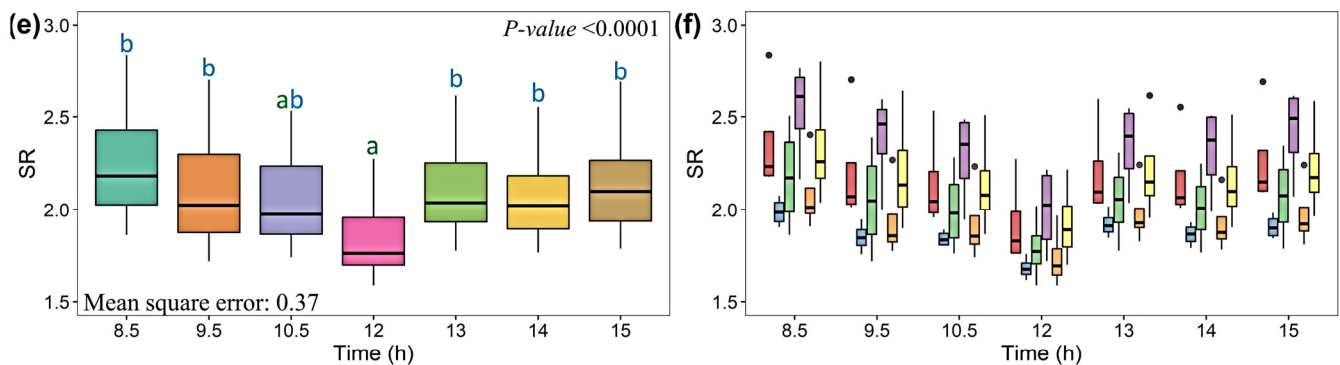 (e)
P-value <0.0001
3.0
2.5
2.0
1.5
SR
b
b
ab
a
b
b
b
Mean square error: 0.37
8.5 9.5 10.5 12 13 14 15
Time (h)
(f)
3.0
2.5
2.0
1.5
SR
8.5 9.5 10.5 12 13 14 15
Time (h)